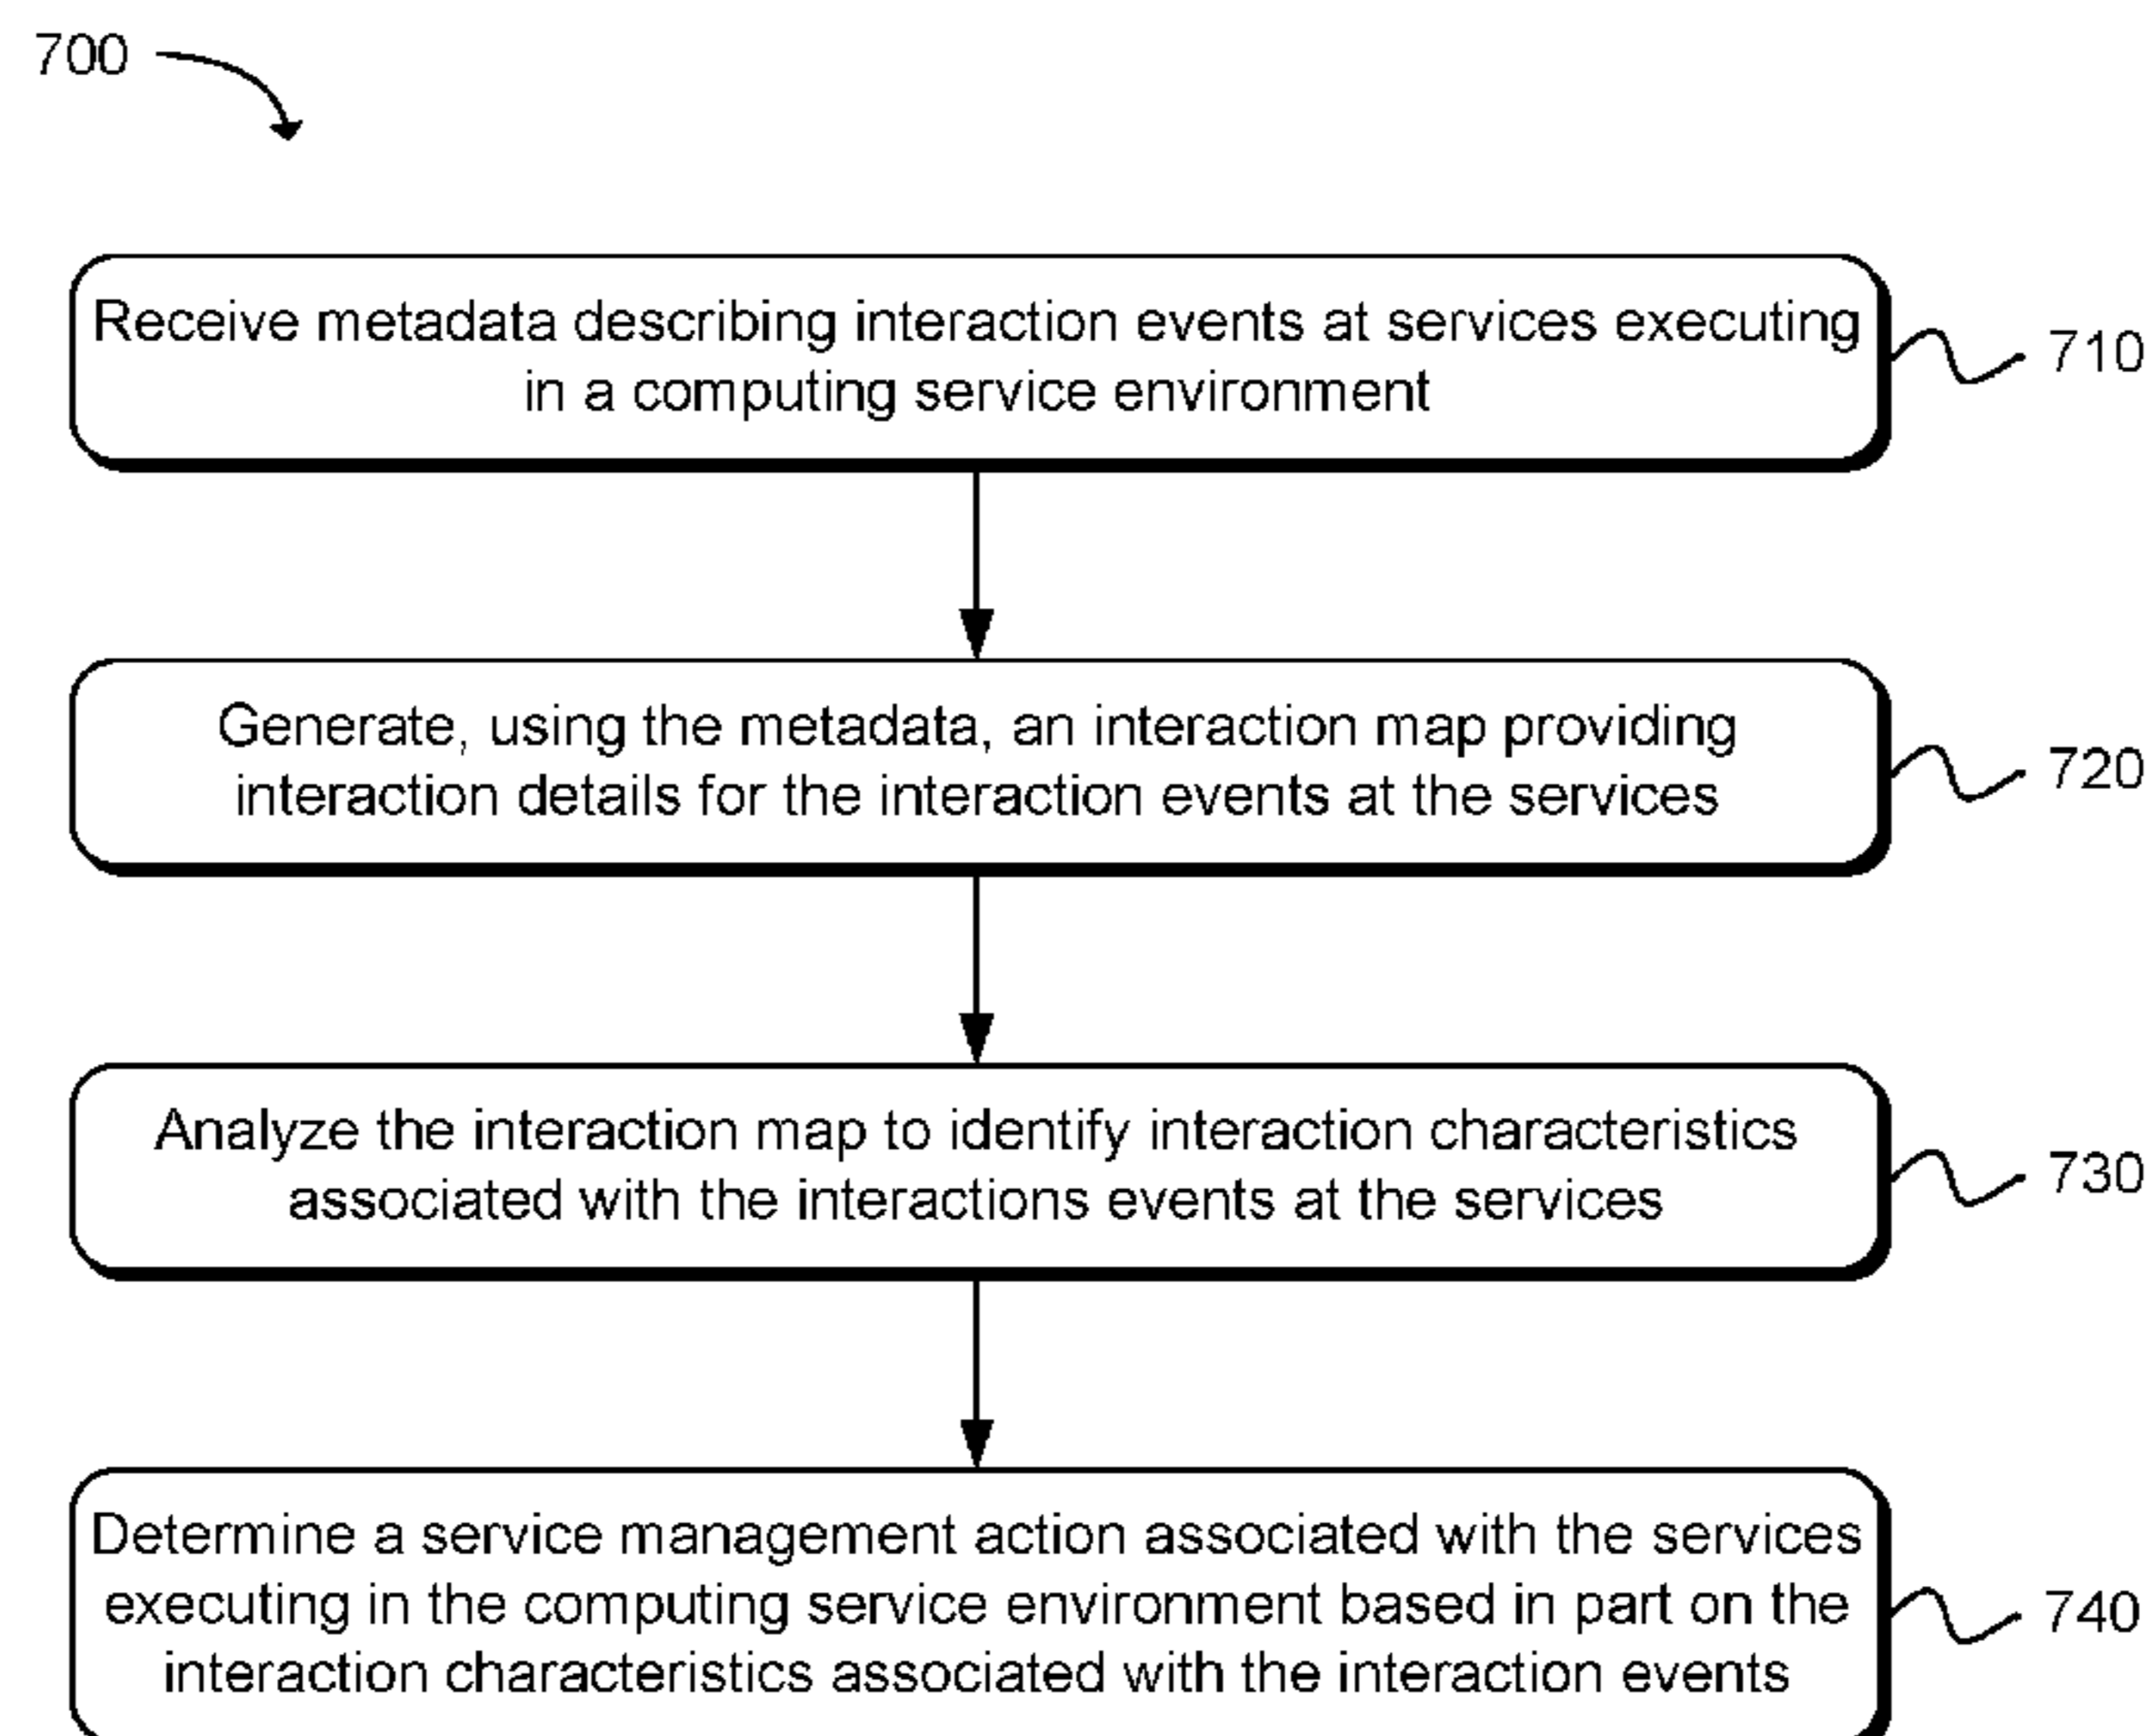 700
Receive metadata describing interaction events at services executing
in a computing service environment
710
Generate, using the metadata, an interaction map providing
interaction details for the interaction events at the services
720
Analyze the interaction map to identify interaction characteristics
associated with the interactions events at the services
730
Determine a service management action associated with the services
executing in the computing service environment based in part on the
interaction characteristics associated with the interaction events
740